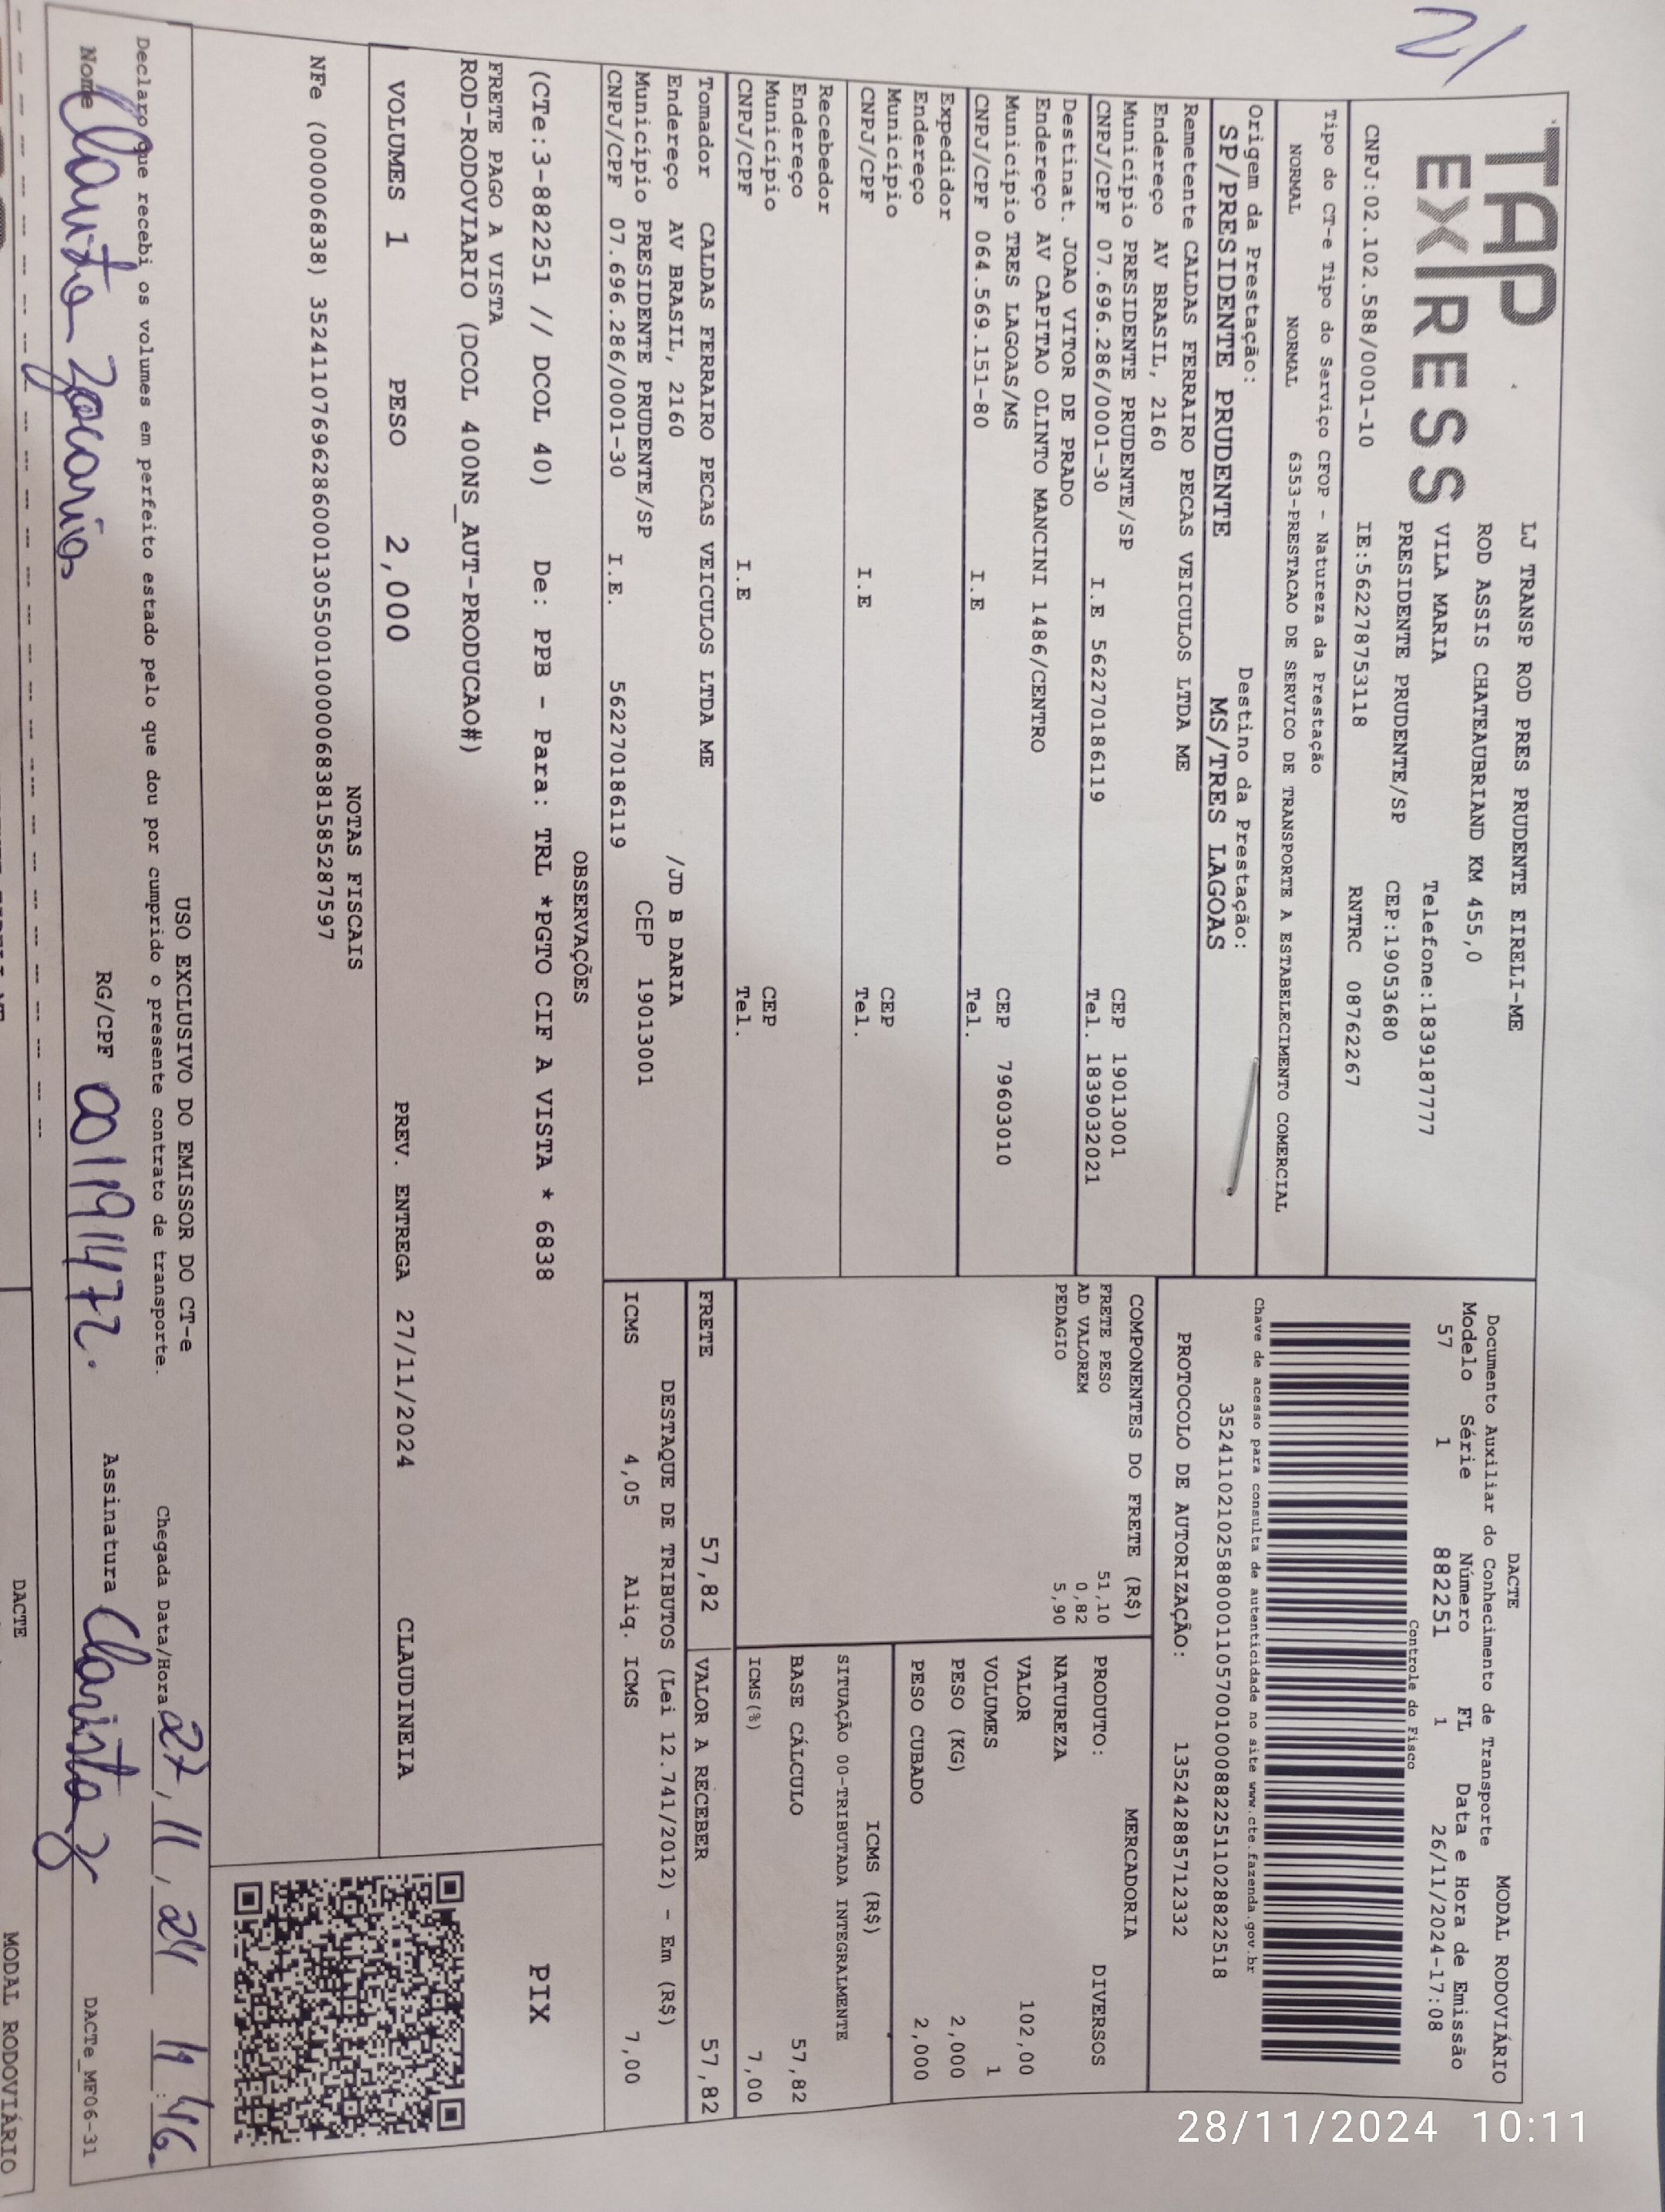 21
TAP
EXPRESS
LJ TRANSP ROD PRES PRUDENTE EIRELI-ME
ROD ASSIS CHATEAUBRIAND KM 455,0
VILA MARIA Telefone:1839187777
PRESIDENTE PRUDENTE/SP CEP:19053680
CNPJ:02.102.588/0001-10 IE:562278753118 RNTRC 08762267
Tipo do CT-e Tipo do Serviço CFOP - Natureza da Prestação
NORMAL NORMAL 6353-PRESTACAO DE SERVICO DE TRANSPORTE A ESTABELECIMENTO COMERCIAL
Origem da Prestação: Destino da Prestação:
SP/PRESIDENTE PRUDENTE MS/TRES LAGOAS
Remetente CALDAS FERRAIRO PECAS VEICULOS LTDA ME
Endereço AV BRASIL, 2160
Município PRESIDENTE PRUDENTE/SP CEP 19013001
CNPJ/CPF 07.696.286/0001-30 I.E 562270186119 Tel. 1839032021
Destinat. JOAO VITOR DE PRADO
Endereço AV CAPITAO OLINTO MANCINI 1486/CENTRO
Município TRES LAGOAS/MS CEP 79603010
CNPJ/CPF 064.569.151-80 I.E Tel.
Expedidor
Endereço
Município CEP
CNPJ/CPF I.E Tel.
Recebedor
Endereço
Município CEP
CNPJ/CPF I.E Tel.
Tomador CALDAS FERRAIRO PECAS VEICULOS LTDA ME
Endereço AV BRASIL, 2160 /JD B DARIA
Município PRESIDENTE PRUDENTE/SP CEP 19013001
CNPJ/CPF 07.696.286/0001-30 I.E. 562270186119
DACTE MODAL RODOVIÁRIO
Documento Auxiliar do Conhecimento de Transporte
Modelo Série Número FL Data e Hora de Emissão
57 1 882251 1 26/11/2024-17:08
Controle do Fisco
Chave de acesso para consulta de autenticidade no site www.cte.fazenda.gov.br
35241102102588000110570010008822511028822518
PROTOCOLO DE AUTORIZAÇÃO: 135242885712332
COMPONENTES DO FRETE (R$)
FRETE PESO 51,10
AD VALOREM 0,82
PEDAGIO 5,90
MERCADORIA
PRODUTO: DIVERSOS
NATUREZA
VALOR 102,00
VOLUMES 1
PESO (KG) 2,000
PESO CUBADO 2,000
ICMS (R$)
SITUAÇÃO 00-TRIBUTADA INTEGRALMENTE
BASE CÁLCULO 57,82
ICMS(%) 7,00
FRETE 57,82 VALOR A RECEBER 57,82
DESTAQUE DE TRIBUTOS (Lei 12.741/2012) - Em (R$)
ICMS 4,05 Aliq. ICMS 7,00
OBSERVAÇÕES
(CTe:3-882251 // DCOL 40) De: PPB - Para: TRL *PGTO CIF A VISTA * 6838
FRETE PAGO A VISTA
ROD-RODOVIARIO (DCOL 400NS_AUT-PRODUCAO#)
PIX
VOLUMES 1 PESO 2,000 PREV. ENTREGA 27/11/2024 CLAUDINEIA
NOTAS FISCAIS
NFe (000006838) 35241107696286000130550010000068381585287597
USO EXCLUSIVO DO EMISSOR DO CT-e
Declaro que recebi os volumes em perfeito estado pelo que dou por cumprido o presente contrato de transporte.
Chegada Data/Hora 27, 11, 24 19:46
Nome RG/CPF 001191472. Assinatura
DACTe_MF06-31
DACTE MODAL RODOVIÁRIO
28/11/2024 10:11